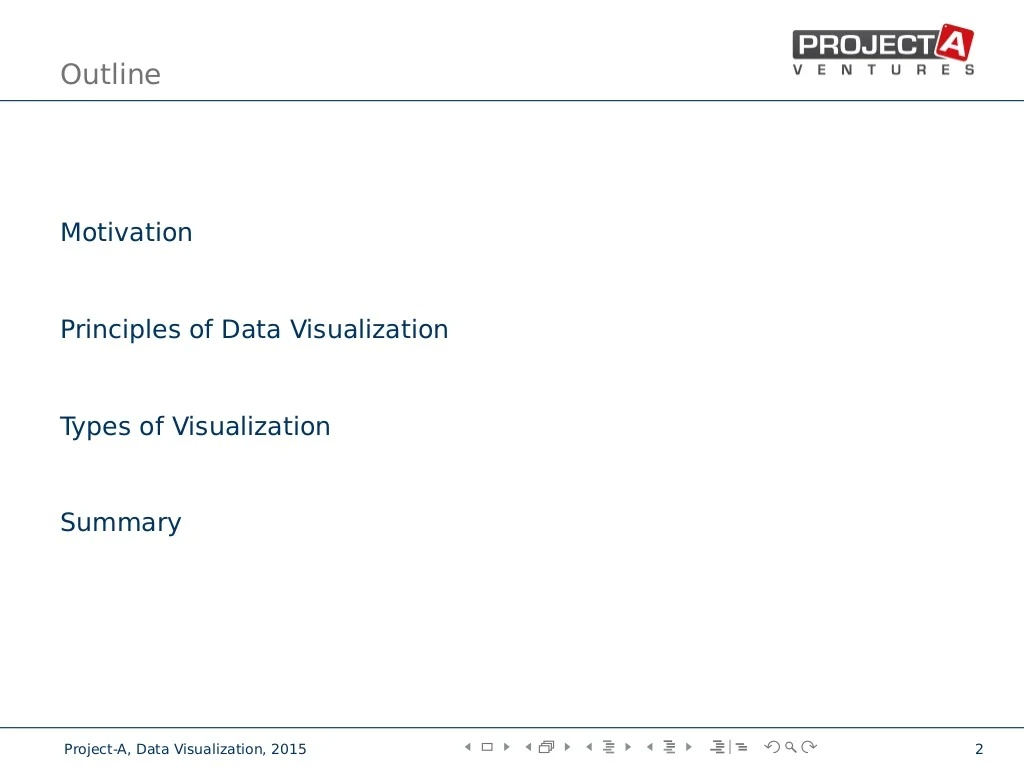 Outline
PROJECT A
VENTURES
Motivation
Principles of Data Visualization
Types of Visualization
Summary
Project-A, Data Visualization, 2015
2